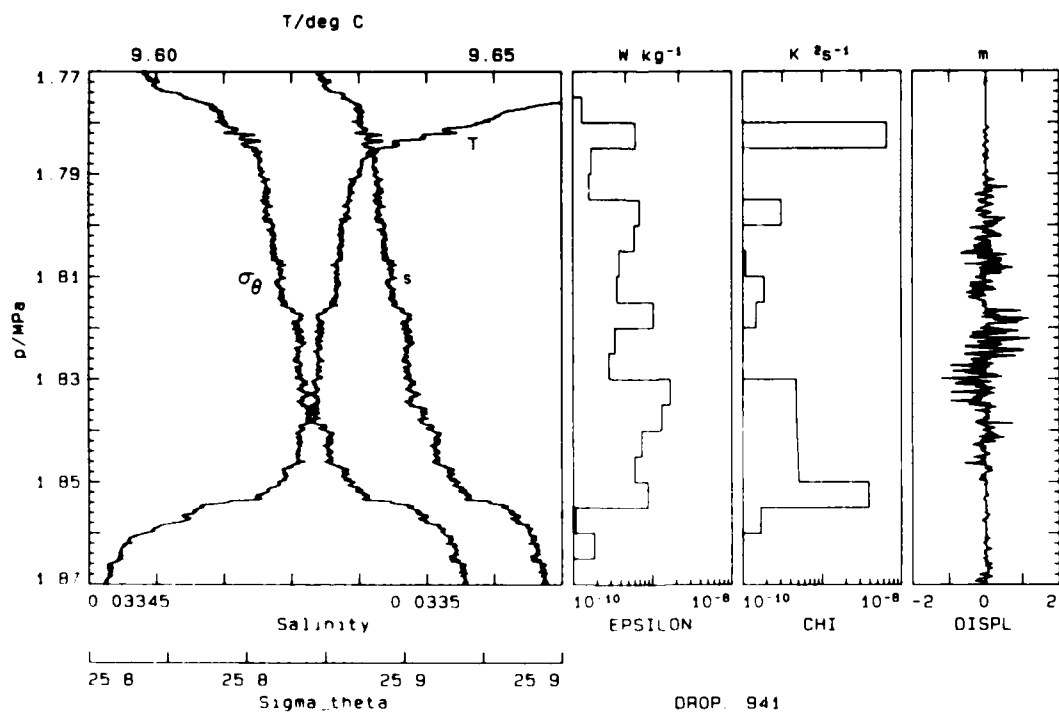 T/deg C
9.60 9.65 W kg⁻¹ K ²s⁻¹ m
1.77
1.79
1 81
1 83
1 85
1 87
p/MPa
T
σθ
s
0 03345 0 0335 10⁻¹⁰ 10⁻⁸ 10⁻¹⁰ 10⁻⁸ -2 0 2
Salinity EPSILON CHI DISPL
25 8 25 8 25 9 25 9
Sigma_theta DROP. 941